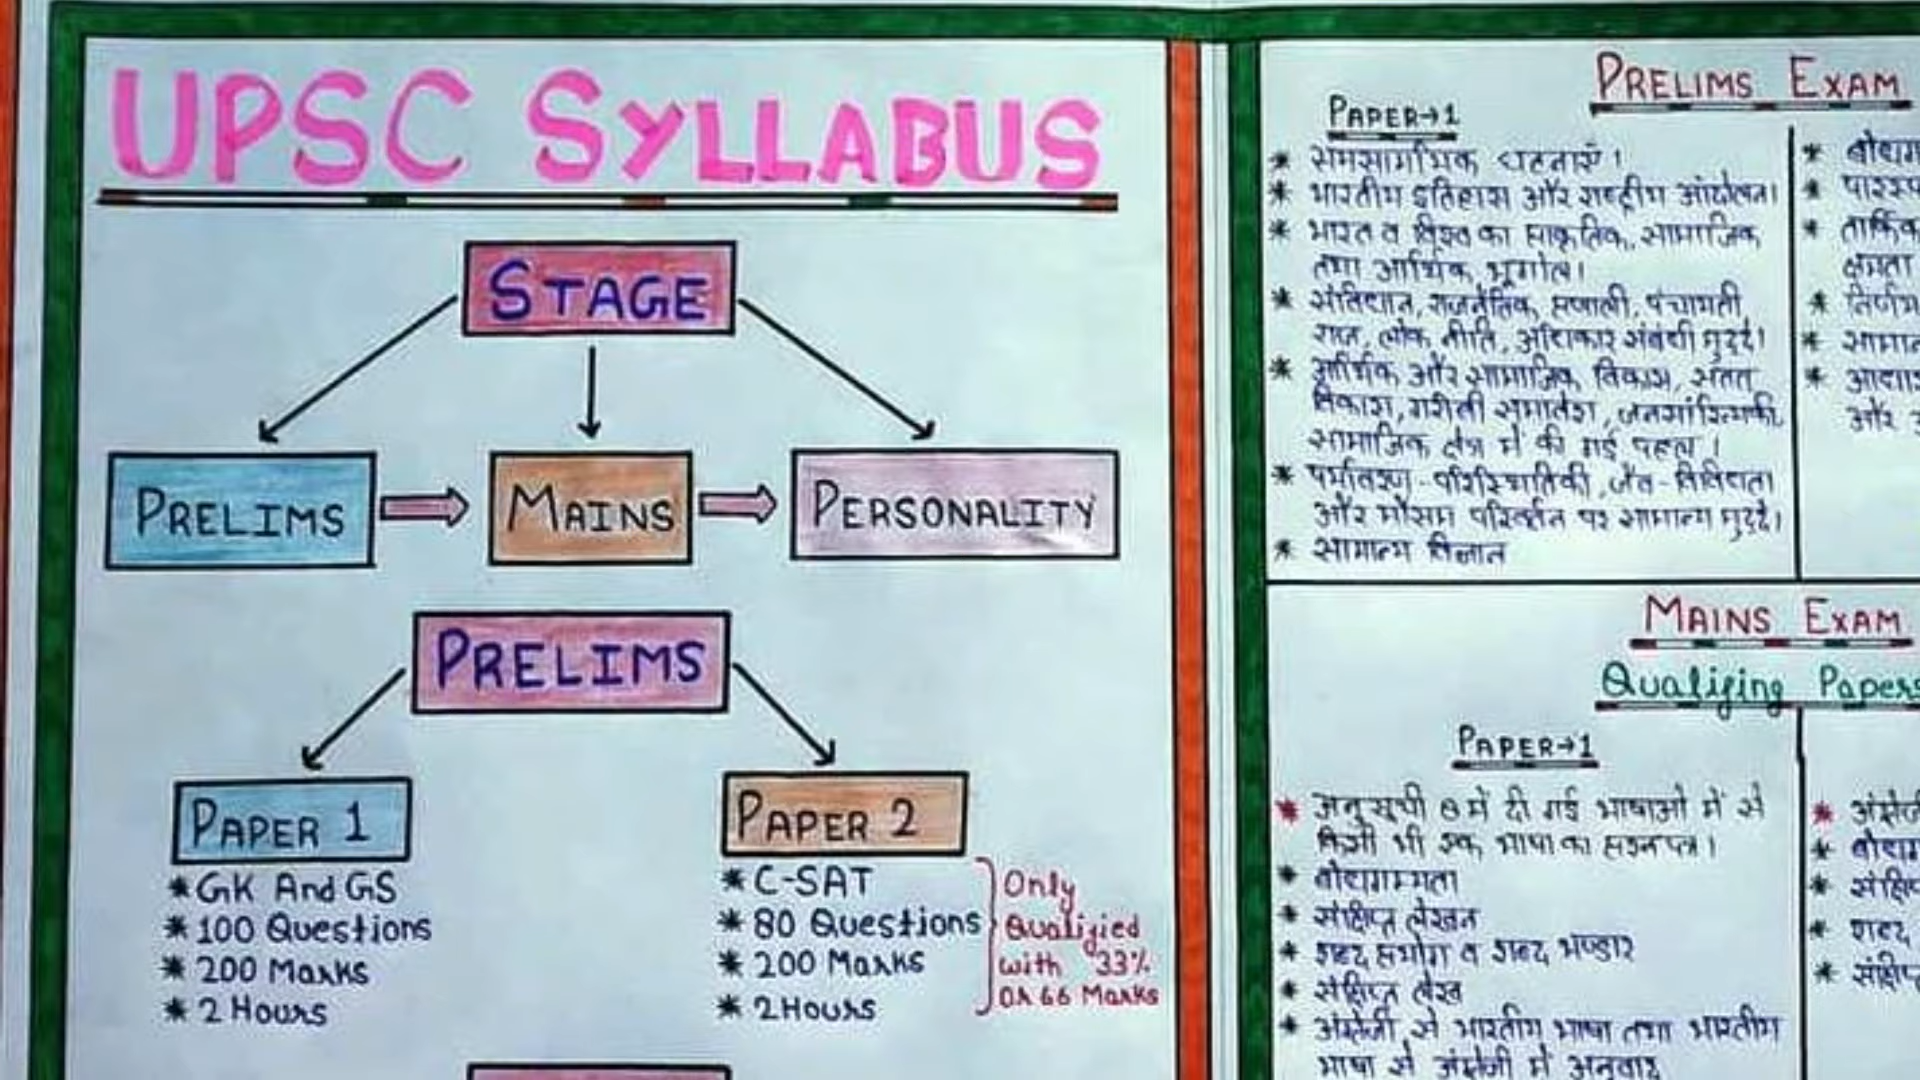 UPSC SYLLABUS
STAGE
PRELIMS
MAINS
PERSONALITY
PRELIMS
PAPER 1
* GK And GS
* 100 Questions
* 200 Marks
* 2 Hours
PAPER 2
* C-SAT
* 80 Questions
* 200 Marks
* 2 Hours
Only
Qualified
with 33%
OR 66 Marks
PRELIMS EXAM
PAPER→1
* समसामयिक घटनाएँ।
* भारतीय इतिहास और राष्ट्रीय आंदोलन।
* भारत व विश्व का प्राकृतिक, सामाजिक
तथा आर्थिक भूगोल।
* संविधान, राजनैतिक प्रणाली, पंचायती
राज, लोक नीति, अधिकार संबंधी मुद्दे।
* आर्थिक और सामाजिक विकास, सतत
विकास, गरीबी समावेश, जनसांख्यिकी,
सामाजिक क्षेत्र में की गई पहल।
* पर्यावरण-पारिस्थितिकी, जैव-विविधता
और मौसम परिवर्तन पर सामान्य मुद्दे।
* सामान्य विज्ञान
*
*
* तार्किक
क्षमता
*
*
*
और
MAINS EXAM
Qualifing Papers
PAPER→1
* अनुसूची 8 में दी गई भाषाओं में से
किसी भी एक भाषा का प्रश्नपत्र।
* बोधगम्यता
* संक्षिप्त लेखन
* शब्द प्रयोग व शब्द भण्डार
* संक्षिप्त लेख
* अंग्रेजी से भारतीय भाषा तथा भारतीय
भाषा से अंग्रेजी में अनुवाद
*
*
*
* शब्द
*